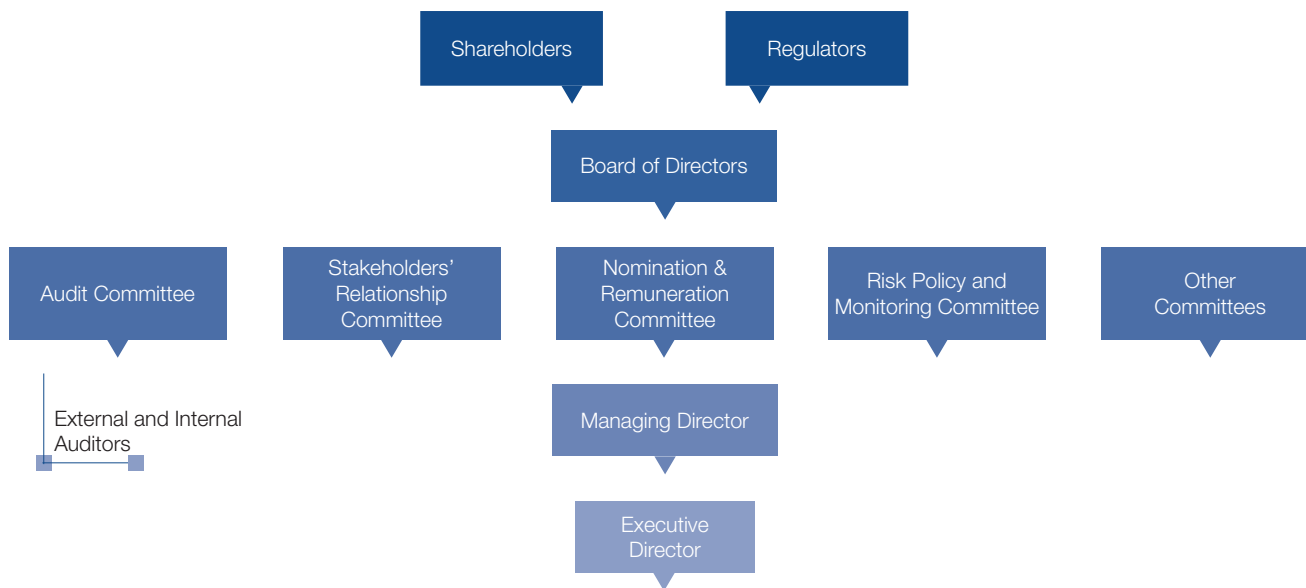 Shareholders
Regulators
Board of Directors
Audit Committee
Stakeholders’
Relationship
Committee
Nomination &
Remuneration
Committee
Risk Policy and
Monitoring Committee
Other
Committees
External and Internal
Auditors
Managing Director
Executive
Director